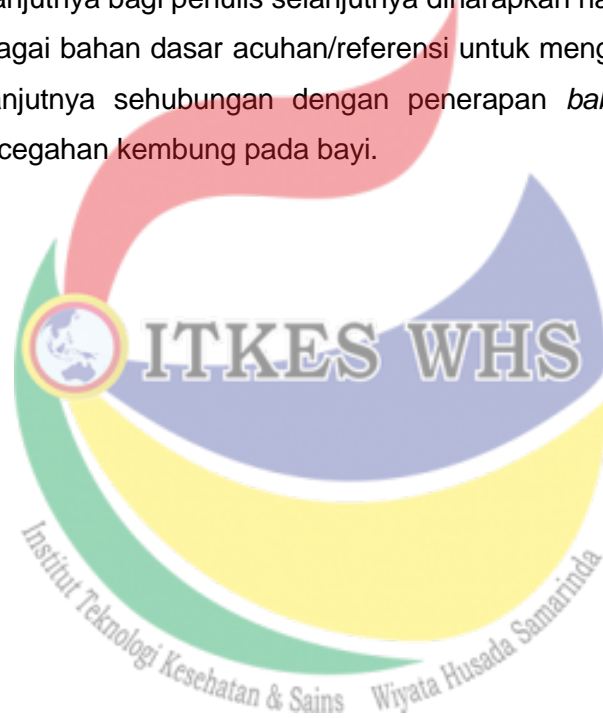 anjutnya bagi penulis selanjutnya diharapkan ha
agai bahan dasar acuhan/referensi untuk meng
anjutnya sehubungan dengan penerapan ba
cegahan kembung pada bayi.
ITKES WHS
Institut Teknologi Kesehatan & Sains Wiyata Husada Samarinda